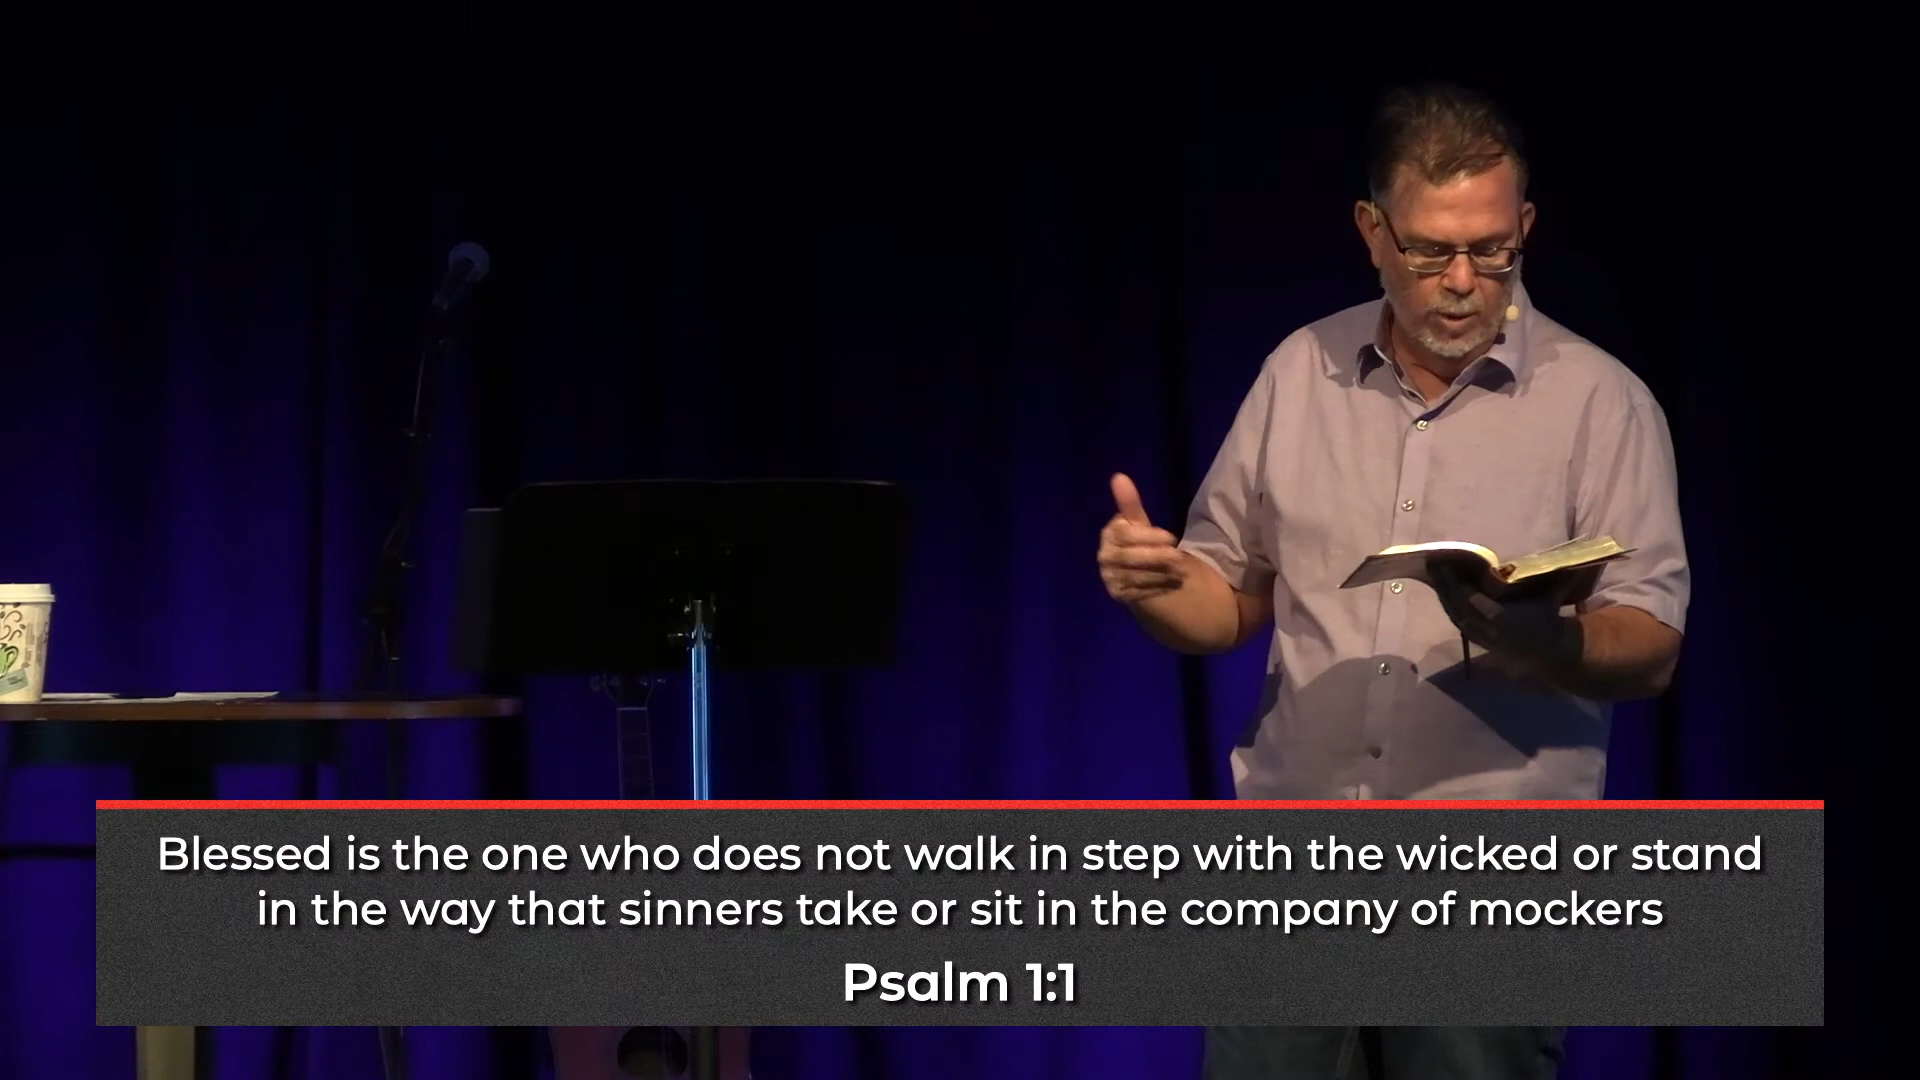 Blessed is the one who does not walk in step with the wicked or stand
in the way that sinners take or sit in the company of mockers
Psalm 1:1